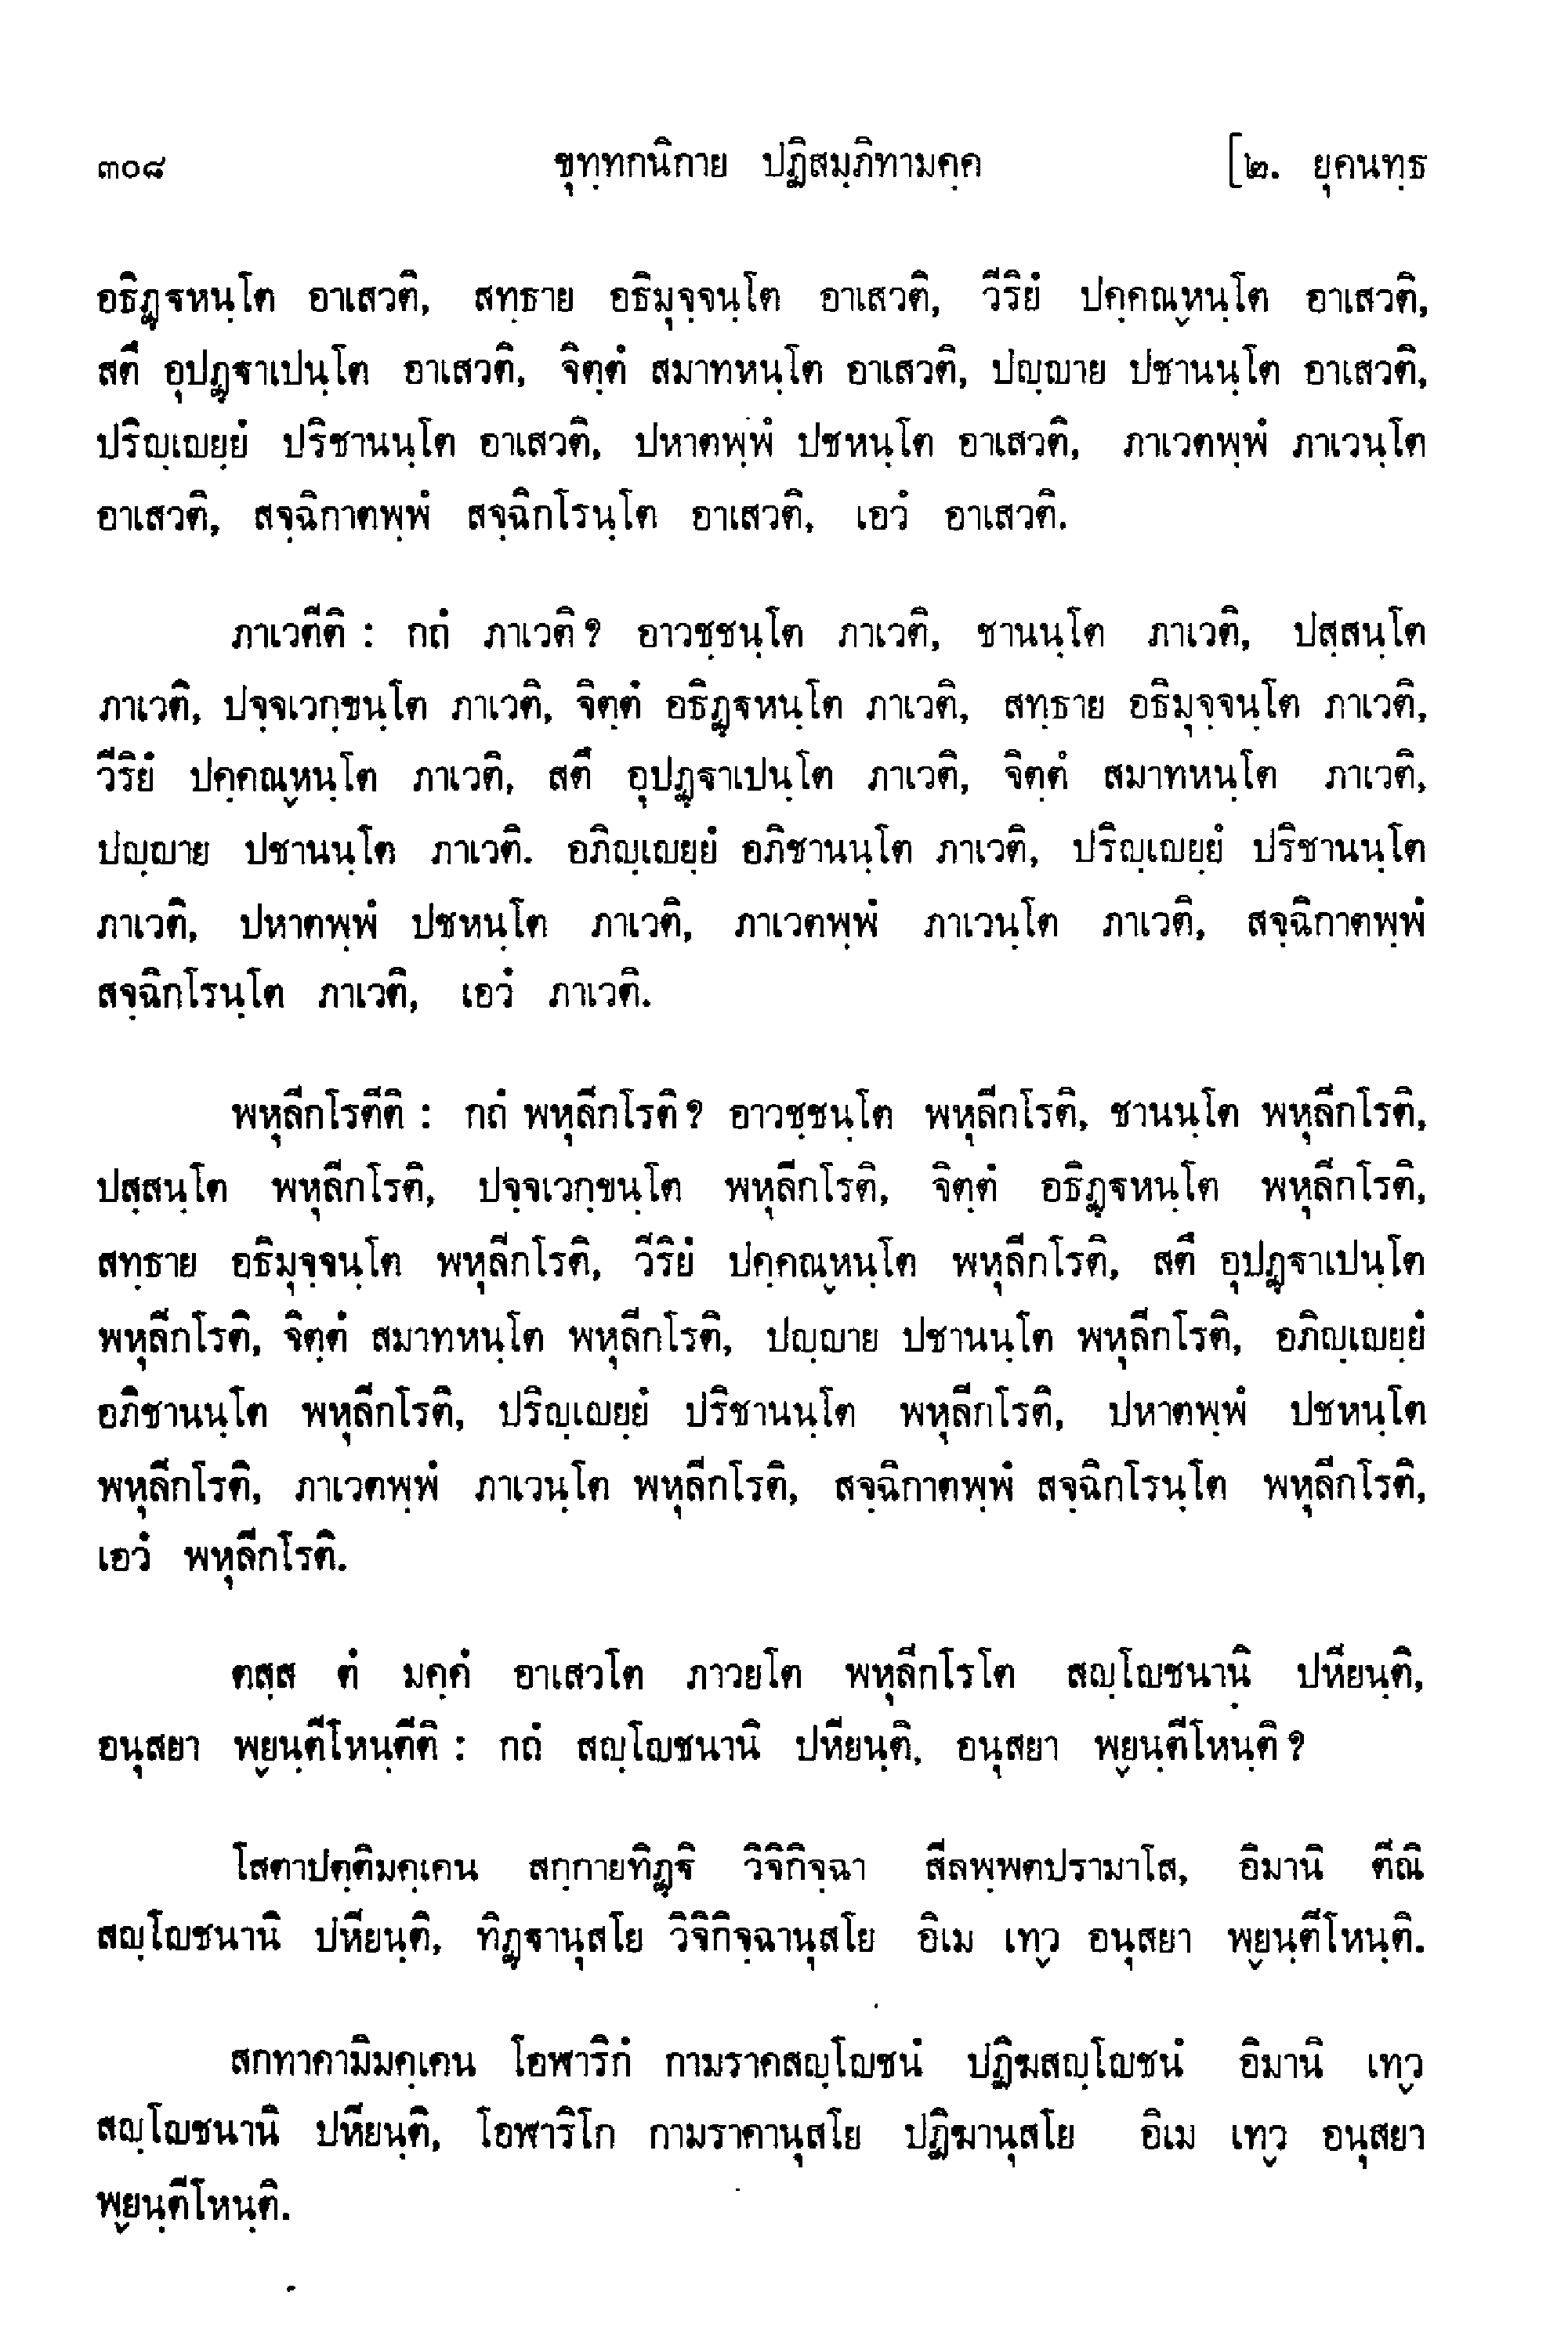 ๓๐๘ ขุทฺทกนิกาย ปฏิสมฺภิทามคฺค [๒. ยุคนทฺธ
อธิฏฺฐหนฺโต อาเสวติ, สทฺธาย อธิมุจฺจนฺโต อาเสวติ, วีริยํ ปคฺคณ๎หนฺโต อาเสวติ,
สตึ อุปฏฺฐาเปนฺโต อาเสวติ, จิตฺตํ สมาทหนฺโต อาเสวติ, ปญฺญาย ปชานนฺโต อาเสวติ,
ปริญฺเญยฺยํ ปริชานนฺโต อาเสวติ, ปหาตพฺพํ ปชหนฺโต อาเสวติ, ภาเวตพฺพํ ภาเวนฺโต
อาเสวติ, สจฺฉิกาตพฺพํ สจฺฉิกโรนฺโต อาเสวติ, เอวํ อาเสวติ.
ภาเวตีติ : กถํ ภาเวติ? อาวชฺชนฺโต ภาเวติ, ชานนฺโต ภาเวติ, ปสฺสนฺโต
ภาเวติ, ปจฺจเวกฺขนฺโต ภาเวติ, จิตฺตํ อธิฏฺฐหนฺโต ภาเวติ, สทฺธาย อธิมุจฺจนฺโต ภาเวติ,
วีริยํ ปคฺคณ๎หนฺโต ภาเวติ, สตึ อุปฏฺฐาเปนฺโต ภาเวติ, จิตฺตํ สมาทหนฺโต ภาเวติ,
ปญฺญาย ปชานนฺโต ภาเวติ. อภิญฺเญยฺยํ อภิชานนฺโต ภาเวติ, ปริญฺเญยฺยํ ปริชานนฺโต
ภาเวติ, ปหาตพฺพํ ปชหนฺโต ภาเวติ, ภาเวตพฺพํ ภาเวนฺโต ภาเวติ, สจฺฉิกาตพฺพํ
สจฺฉิกโรนฺโต ภาเวติ, เอวํ ภาเวติ.
พหุลีกโรตีติ : กถํ พหุลีกโรติ? อาวชฺชนฺโต พหุลีกโรติ, ชานนฺโต พหุลีกโรติ,
ปสฺสนฺโต พหุลีกโรติ, ปจฺจเวกฺขนฺโต พหุลีกโรติ, จิตฺตํ อธิฏฺฐหนฺโต พหุลีกโรติ,
สทฺธาย อธิมุจฺจนฺโต พหุลีกโรติ, วีริยํ ปคฺคณ๎หนฺโต พหุลีกโรติ, สตึ อุปฏฺฐาเปนฺโต
พหุลีกโรติ, จิตฺตํ สมาทหนฺโต พหุลีกโรติ, ปญฺญาย ปชานนฺโต พหุลีกโรติ, อภิญฺเญยฺยํ
อภิชานนฺโต พหุลีกโรติ, ปริญฺเญยฺยํ ปริชานนฺโต พหุลีกโรติ, ปหาตพฺพํ ปชหนฺโต
พหุลีกโรติ, ภาเวตพฺพํ ภาเวนฺโต พหุลีกโรติ, สจฺฉิกาตพฺพํ สจฺฉิกโรนฺโต พหุลีกโรติ,
เอวํ พหุลีกโรติ.
ตสฺส ตํ มคฺคํ อาเสวโต ภาวยโต พหุลีกโรโต สญฺโญชนานิ ปหียนฺติ,
อนุสยา พ๎ยนฺตีโหนฺตีติ : กถํ สญฺโญชนานิ ปหียนฺติ, อนุสยา พ๎ยนฺตีโหนฺติ?
โสตาปตฺติมคฺเคน สกฺกายทิฏฺฐิ วิจิกิจฺฉา สีลพฺพตปรามาโส, อิมานิ ตีณิ
สญฺโญชนานิ ปหียนฺติ, ทิฏฺฐานุสโย วิจิกิจฺฉานุสโย อิเม เท๎ว อนุสยา พ๎ยนฺตีโหนฺติ.
สกทาคามิมคฺเคน โอฬาริกํ กามราคสญฺโญชนํ ปฏิฆสญฺโญชนํ อิมานิ เท๎ว
สญฺโญชนานิ ปหียนฺติ, โอฬาริโก กามราคานุสโย ปฏิฆานุสโย อิเม เท๎ว อนุสยา
พ๎ยนฺตีโหนฺติ.